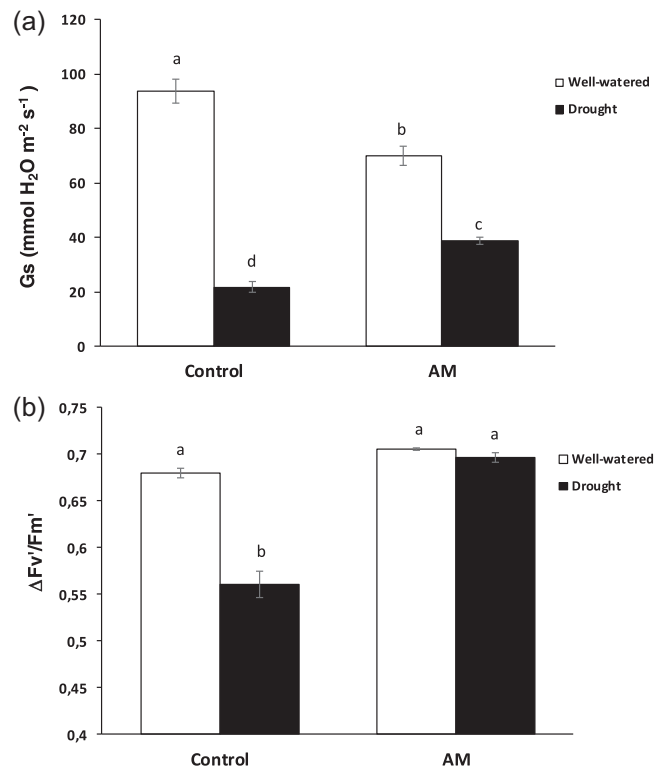 (a)
120
100
80
60
40
20
0
Gs (mmol H₂O m⁻² s⁻¹ )
a
d
b
c
Well-watered
Drought
Control AM
(b)
0,75
0,7
0,65
0,6
0,55
0,5
0,45
0,4
ΔFv'/Fm'
a
b
a
a
Well-watered
Drought
Control AM